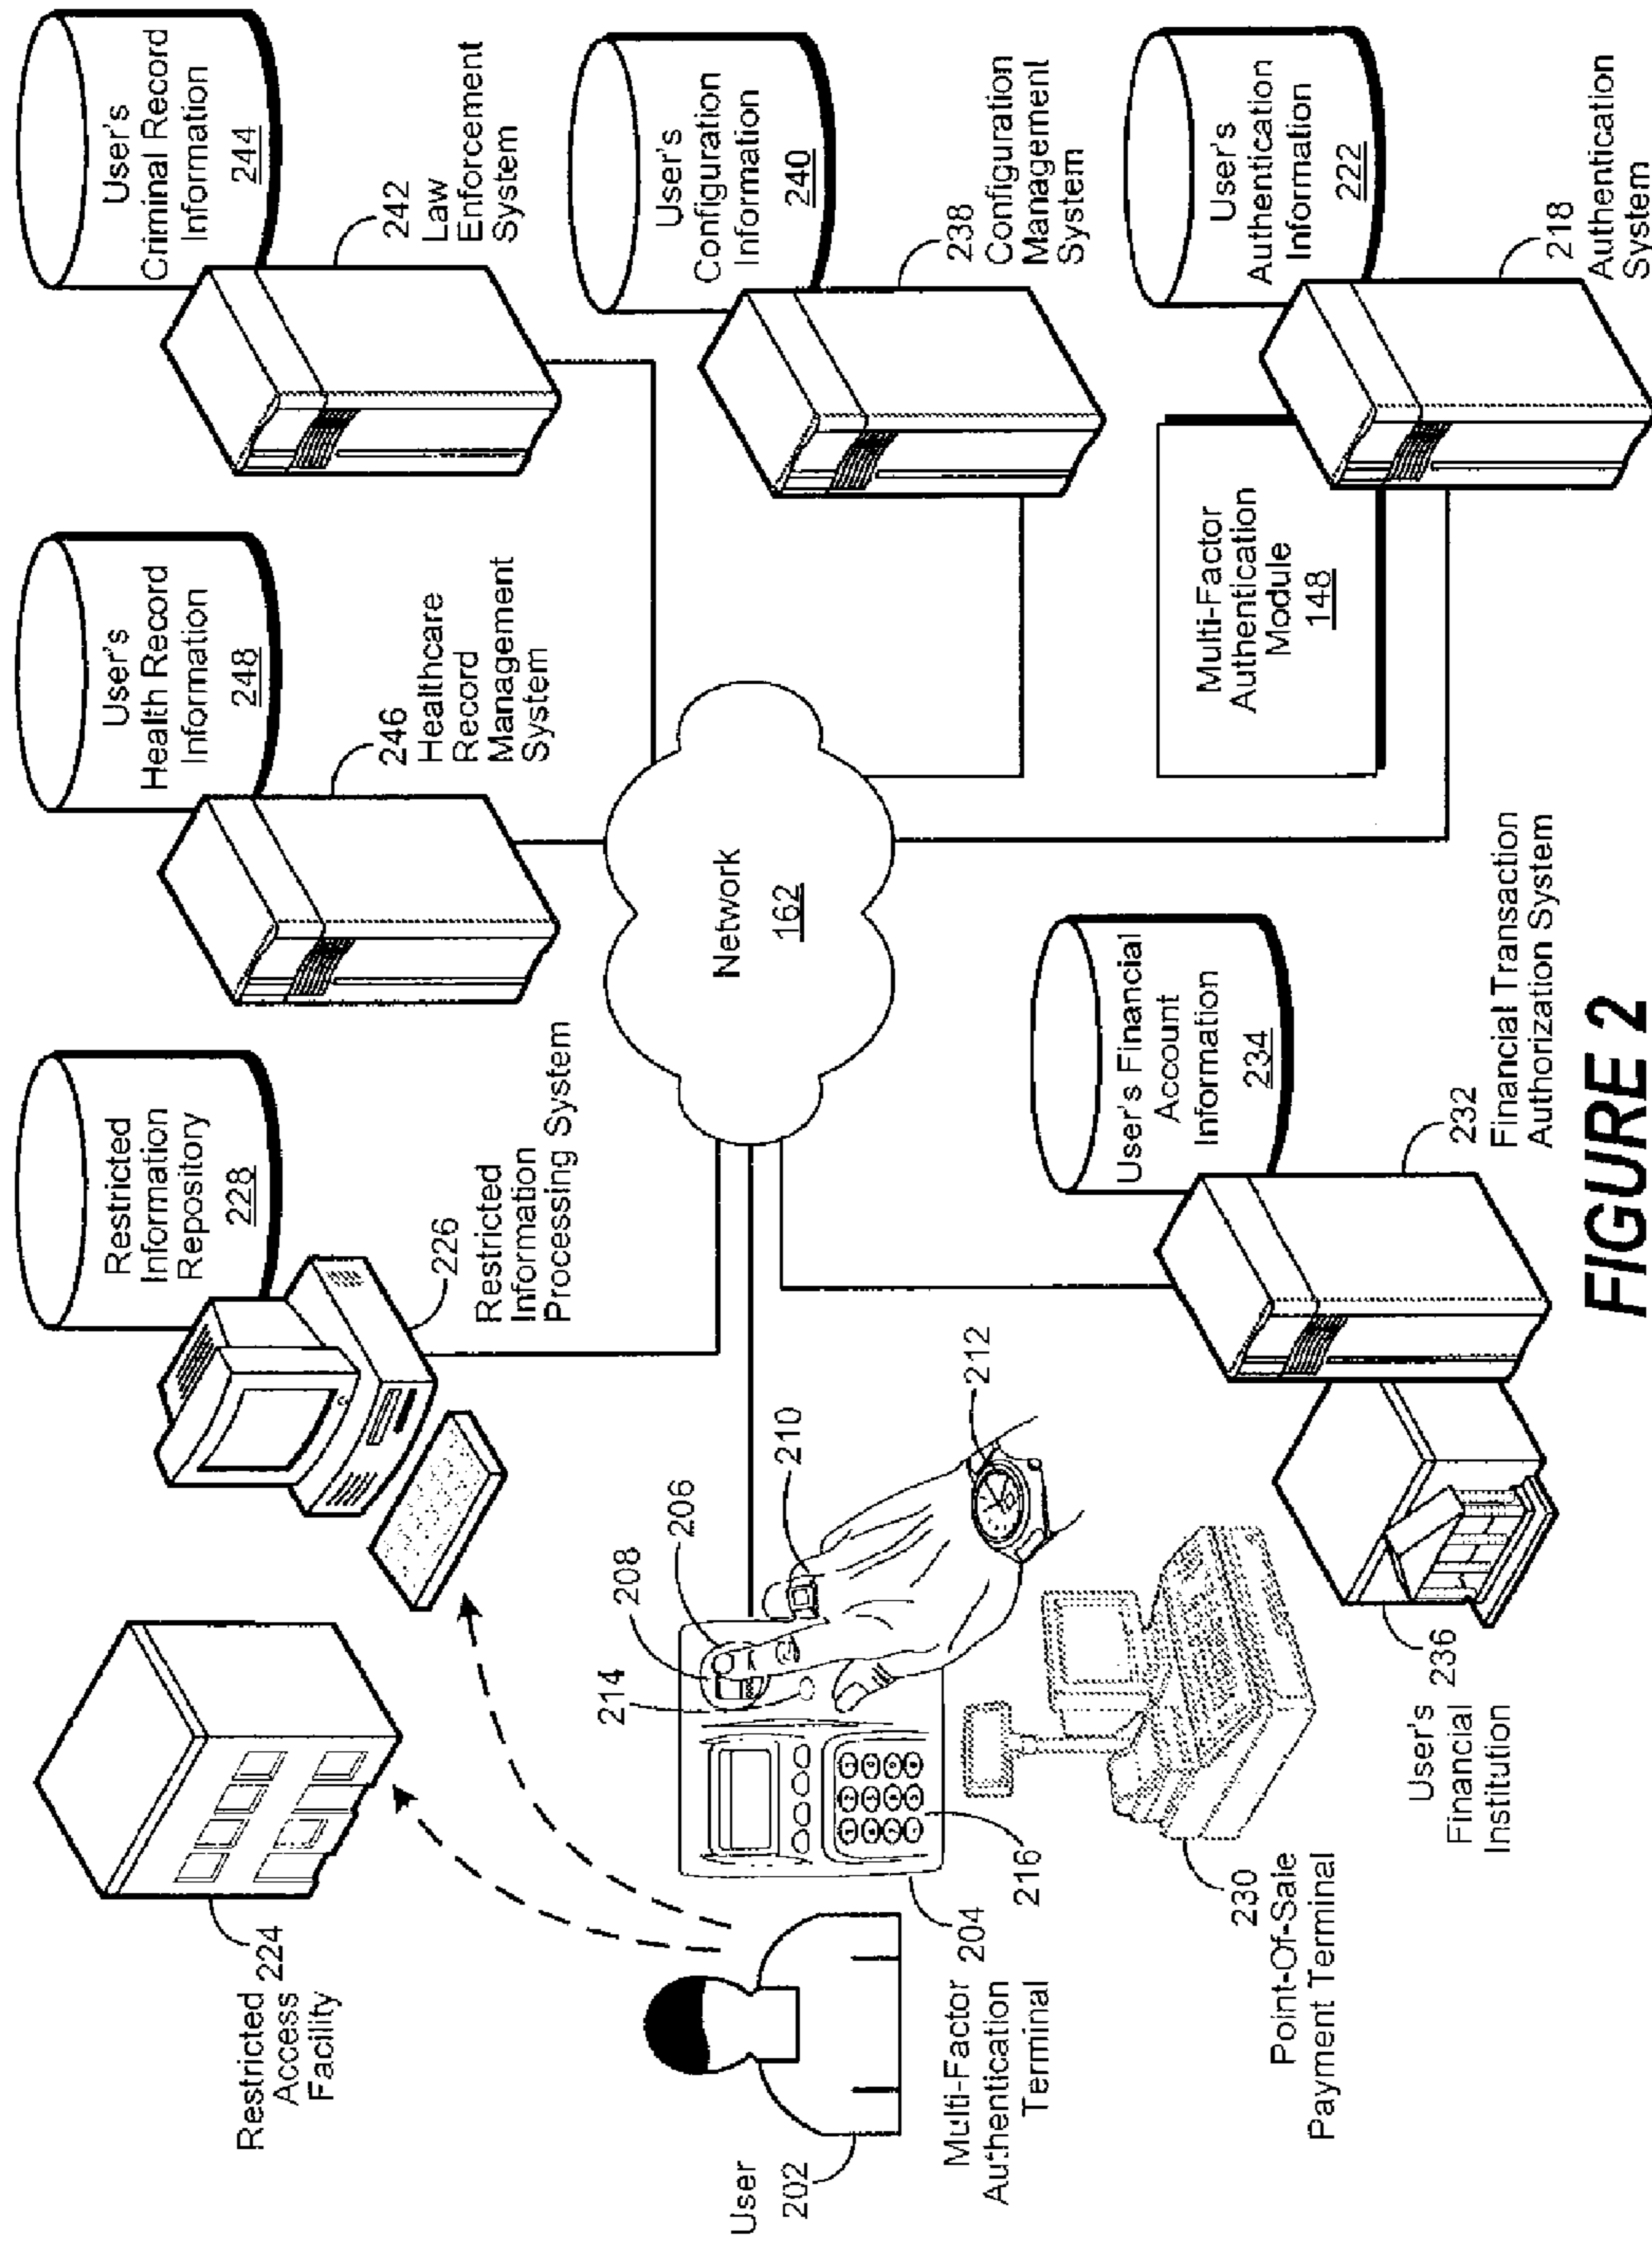 Restricted
Access
Facility
224
Restricted
Information
Repository
228
226
Restricted
Information
Processing System
User's
Health Record
Information
248
246
Healthcare
Record
Management
System
User's
Criminal Record
Information
244
242
Law
Enforcement
System
User
202
Multi-Factor
Authentication
Terminal
204
214
208
206
210
212
216
Network
162
User's
Configuration
Information
240
238
Configuration
Management
System
230
Point-Of-Sale
Payment Terminal
User's
Financial
Institution
236
User's Financial
Account
Information
234
232
Financial Transaction
Authorization System
Multi-Factor
Authentication
Module
148
User's
Authentication
Information
222
218
Authentication
System
FIGURE 2